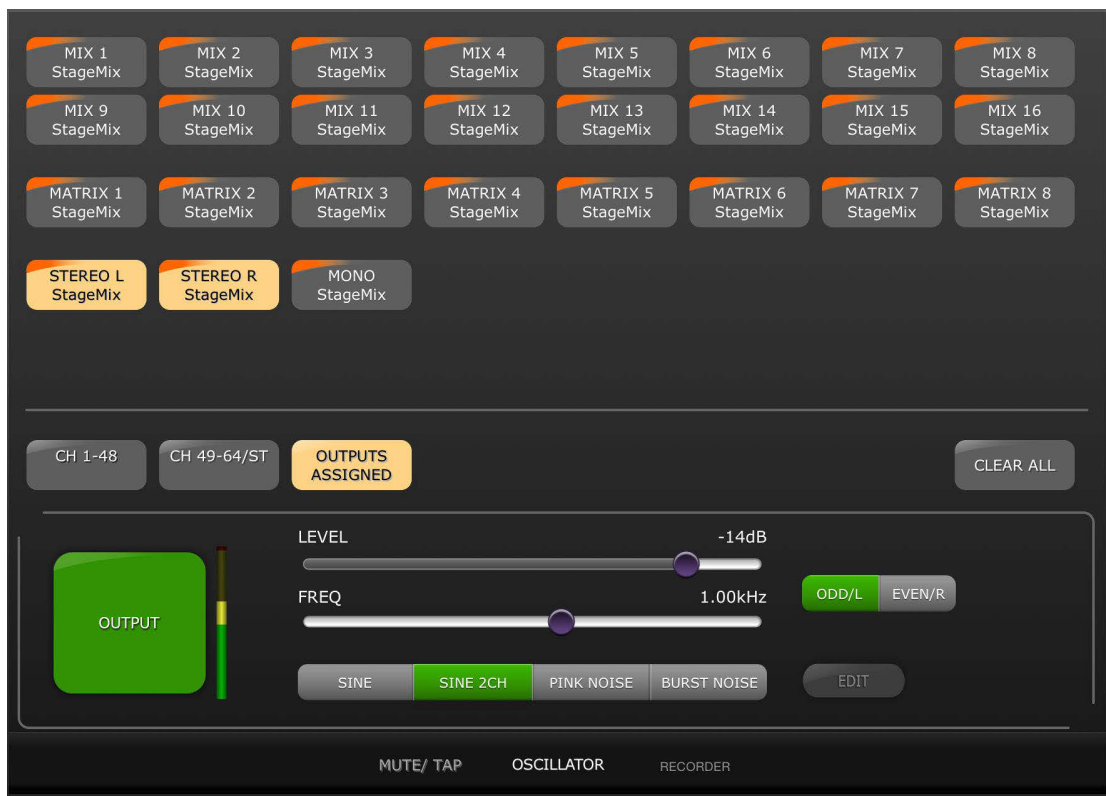 MIX 1 MIX 2 MIX 3 MIX 4 MIX 5 MIX 6 MIX 7 MIX 8
StageMix StageMix StageMix StageMix StageMix StageMix StageMix StageMix
MIX 9 MIX 10 MIX 11 MIX 12 MIX 13 MIX 14 MIX 15 MIX 16
StageMix StageMix StageMix StageMix StageMix StageMix StageMix StageMix
MATRIX 1 MATRIX 2 MATRIX 3 MATRIX 4 MATRIX 5 MATRIX 6 MATRIX 7 MATRIX 8
StageMix StageMix StageMix StageMix StageMix StageMix StageMix StageMix
STEREO L STEREO R MONO
StageMix StageMix StageMix
CH 1-48 CH 49-64/ST OUTPUTS
ASSIGNED
CLEAR ALL
LEVEL -14dB
FREQ 1.00kHz
ODD/L EVEN/R
OUTPUT
SINE SINE 2CH PINK NOISE BURST NOISE EDIT
MUTE/ TAP OSCILLATOR RECORDER